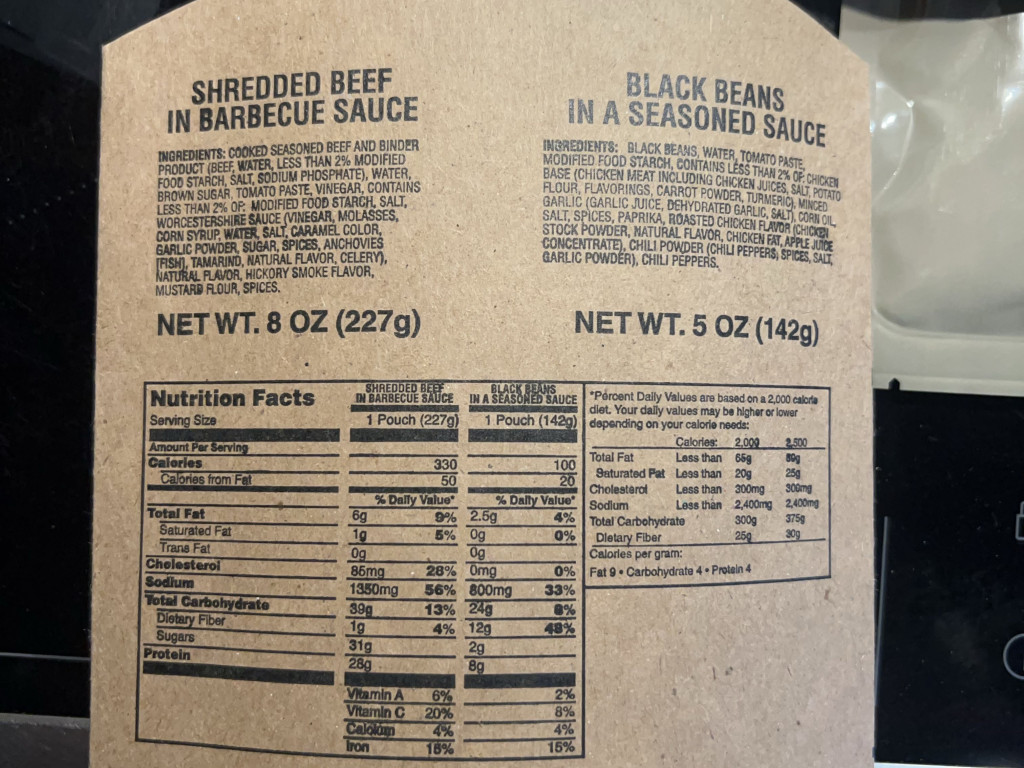 SHREDDED BEEF
IN BARBECUE SAUCE
INGREDIENTS: COOKED SEASONED BEEF AND BINDER
PRODUCT (BEEF, WATER, LESS THAN 2% MODIFIED
FOOD STARCH, SALT, SODIUM PHOSPHATE), WATER,
BROWN SUGAR, TOMATO PASTE, VINEGAR, CONTAINS
LESS THAN 2% OF: MODIFIED FOOD STARCH, SALT,
WORCESTERSHIRE SAUCE (VINEGAR, MOLASSES,
CORN SYRUP, WATER, SALT, CARAMEL COLOR,
GARLIC POWDER, SUGAR, SPICES, ANCHOVIES
(FISH), TAMARIND, NATURAL FLAVOR, CELERY),
NATURAL FLAVOR, HICKORY SMOKE FLAVOR,
MUSTARD FLOUR, SPICES.
NET WT. 8 OZ (227g)
BLACK BEANS
IN A SEASONED SAUCE
INGREDIENTS: BLACK BEANS, WATER, TOMATO PASTE,
MODIFIED FOOD STARCH, CONTAINS LESS THAN 2% OF: CHICKEN
BASE (CHICKEN MEAT INCLUDING CHICKEN JUICES, SALT, POTATO
FLOUR, FLAVORINGS, CARROT POWDER, TURMERIC), MINCED
GARLIC (GARLIC JUICE, DEHYDRATED GARLIC, SALT), CORN OIL,
SALT, SPICES, PAPRIKA, ROASTED CHICKEN FLAVOR (CHICKEN
STOCK POWDER, NATURAL FLAVOR, CHICKEN FAT, APPLE JUICE
CONCENTRATE), CHILI POWDER (CHILI PEPPERS, SPICES, SALT,
GARLIC POWDER), CHILI PEPPERS.
NET WT. 5 OZ (142g)
Nutrition Facts SHREDDED BEEF IN BARBECUE SAUCE BLACK BEANS IN A SEASONED SAUCE
Serving Size 1 Pouch (227g) 1 Pouch (142g)
Amount Per Serving
Calories 330 100
Calories from Fat 50 20
% Daily Value* % Daily Value*
Total Fat 6g 9% 2.5g 4%
Saturated Fat 1g 5% 0g 0%
Trans Fat 0g 0g
Cholesterol 85mg 28% 0mg 0%
Sodium 1350mg 56% 800mg 33%
Total Carbohydrate 39g 13% 24g 8%
Dietary Fiber 1g 4% 12g 48%
Sugars 31g 2g
Protein 28g 8g
Vitamin A 6% 2%
Vitamin C 20% 8%
Calcium 4% 4%
Iron 15%
*Percent Daily Values are based on a 2,000 calorie
diet. Your daily values may be higher or lower
depending on your calorie needs:
Calories: 2,000 2,500
Total Fat Less than 65g 80g
Saturated Fat Less than 20g 25g
Cholesterol Less than 300mg 300mg
Sodium Less than 2,400mg 2,400mg
Total Carbohydrate 300g 375g
Dietary Fiber 25g 30g
Calories per gram:
Fat 9 • Carbohydrate 4 • Protein 4